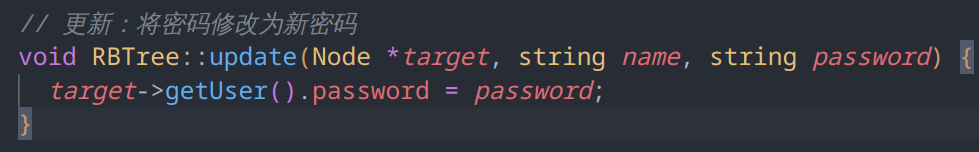 // 更新：将密码修改为新密码
void RBTree::update(Node *target, string name, string password) {
  target->getUser().password = password;
}